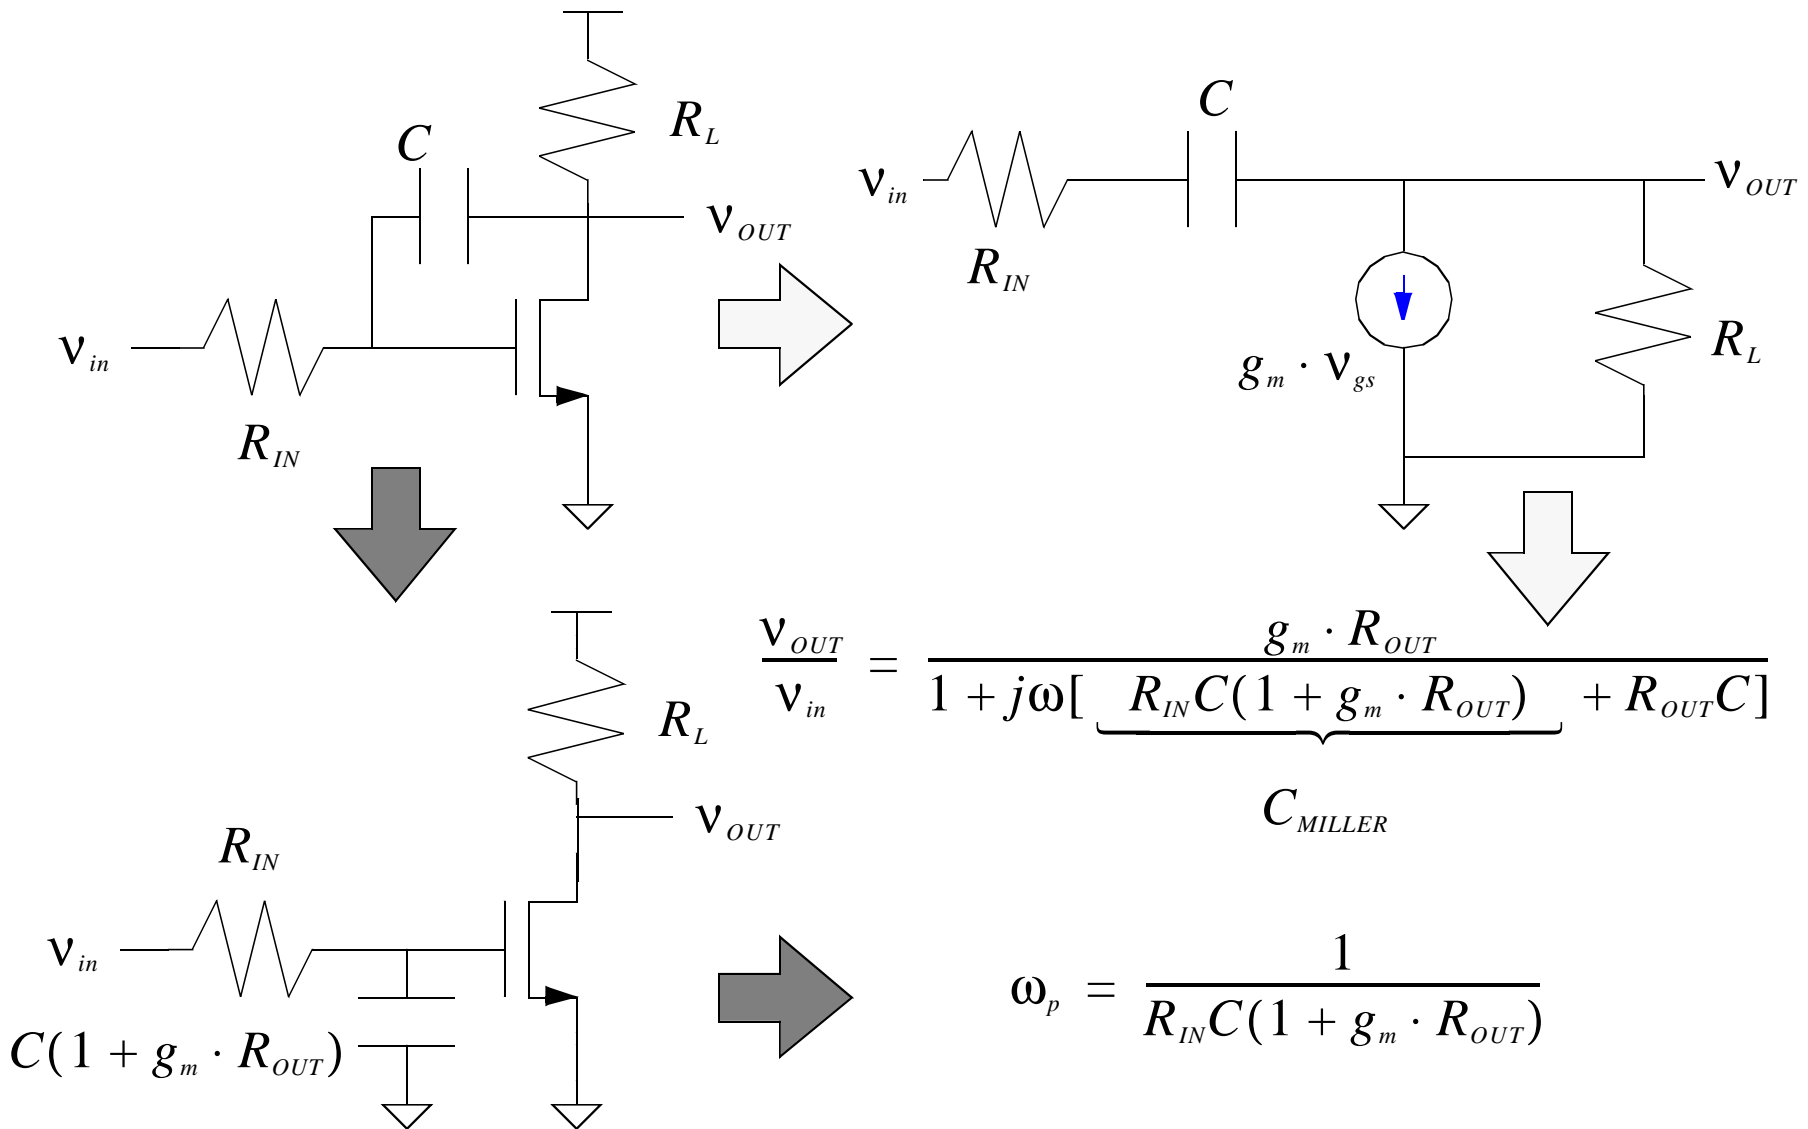 C
R_L
ν_OUT
ν_in
R_IN
C
ν_in
R_IN
ν_OUT
g_m · ν_gs
R_L
R_L
ν_OUT
R_IN
ν_in
C(1 + g_m · R_OUT)
ν_OUT / ν_in = g_m · R_OUT / 1 + jω[ R_IN C(1 + g_m · R_OUT) + R_OUT C]
C_MILLER
ω_p = 1 / R_IN C(1 + g_m · R_OUT)